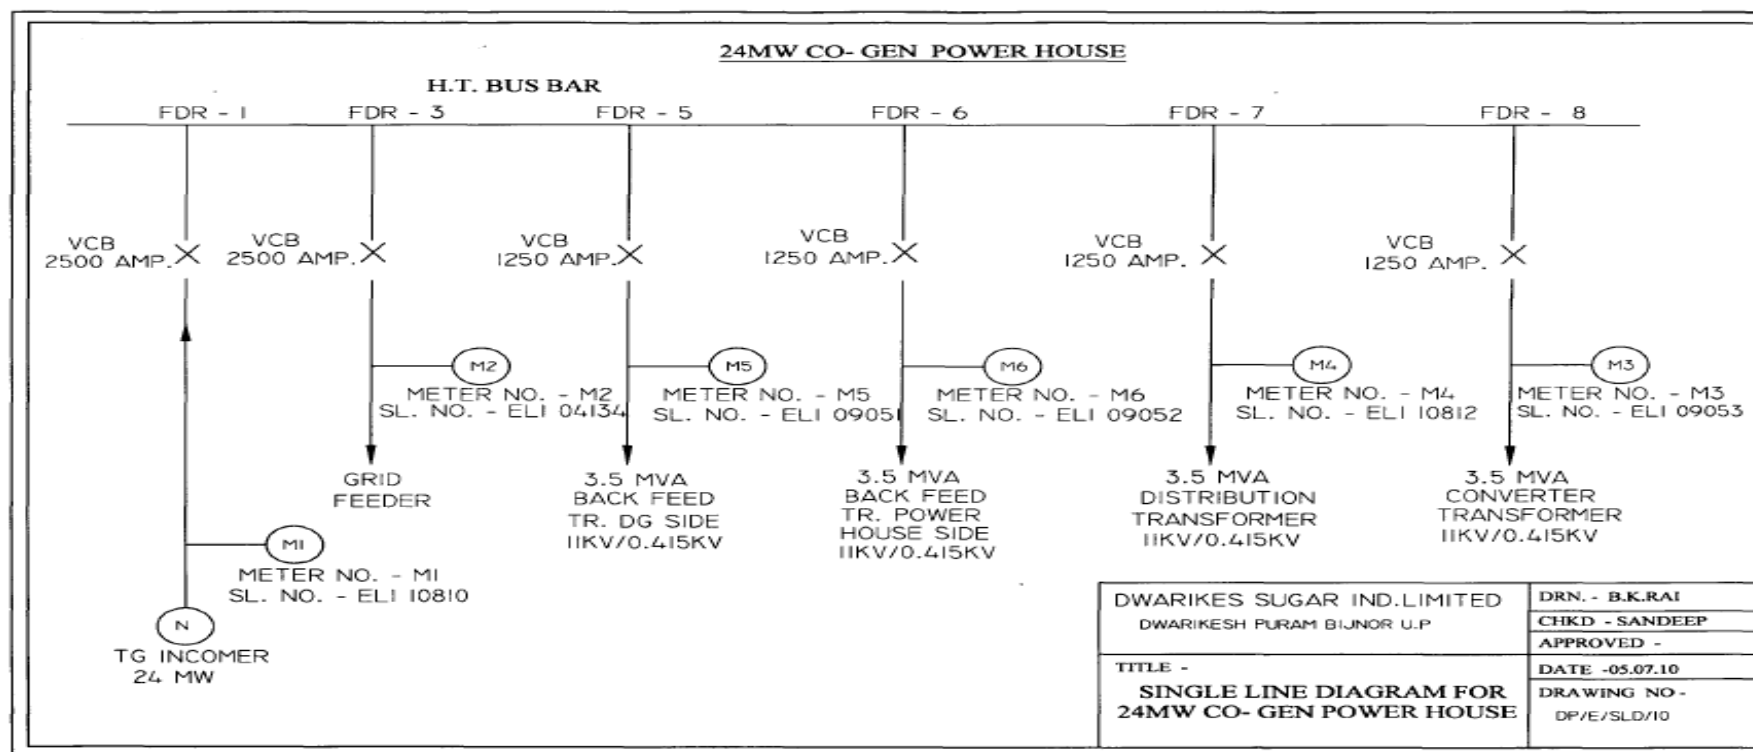 24MW CO- GEN POWER HOUSE
H.T. BUS BAR
FDR - 1
FDR - 3
FDR - 5
FDR - 6
FDR - 7
FDR - 8
VCB
2500 AMP.
VCB
2500 AMP.
VCB
1250 AMP.
VCB
1250 AMP.
VCB
1250 AMP.
VCB
1250 AMP.
M2
METER NO. - M2
SL. NO. - EL1 04134
M5
METER NO. - M5
SL. NO. - EL1 09051
M6
METER NO. - M6
SL. NO. - EL1 09052
M4
METER NO. - M4
SL. NO. - EL1 10812
M3
METER NO. - M3
SL. NO. - EL1 09053
GRID
FEEDER
3.5 MVA
BACK FEED
TR. DG SIDE
11KV/0.415KV
3.5 MVA
BACK FEED
TR. POWER
HOUSE SIDE
11KV/0.415KV
3.5 MVA
DISTRIBUTION
TRANSFORMER
11KV/0.415KV
3.5 MVA
CONVERTER
TRANSFORMER
11KV/0.415KV
M1
METER NO. - M1
SL. NO. - EL1 10810
N
TG INCOMER
24 MW
DWARIKES SUGAR IND.LIMITED
DWARIKESH PURAM BIJNOR U.P
DRN. - B.K.RAI
CHKD - SANDEEP
APPROVED -
TITLE -
SINGLE LINE DIAGRAM FOR
24MW CO- GEN POWER HOUSE
DATE -05.07.10
DRAWING NO -
DP/E/SLD/10